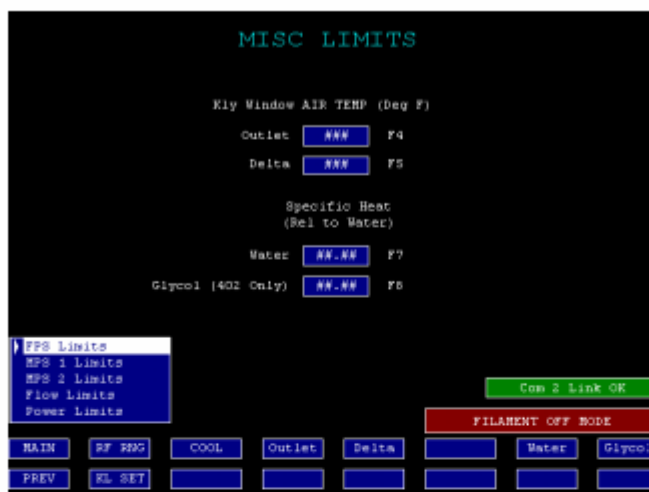 MISC LIMITS
Kly Window AIR TEMP (Deg F)
Outlet ### F4
Delta ### F5
Specific Heat
(Rel to Water)
Water ##.## F7
Glycol (402 Only) ##.## F8
FPS Limits
MPS 1 Limits
MPS 2 Limits
Flow Limits
Power Limits
Com 2 Link OK
FILAMENT OFF MODE
MAIN RF RNG COOL Outlet Delta Water Glycol
PREV KL SET